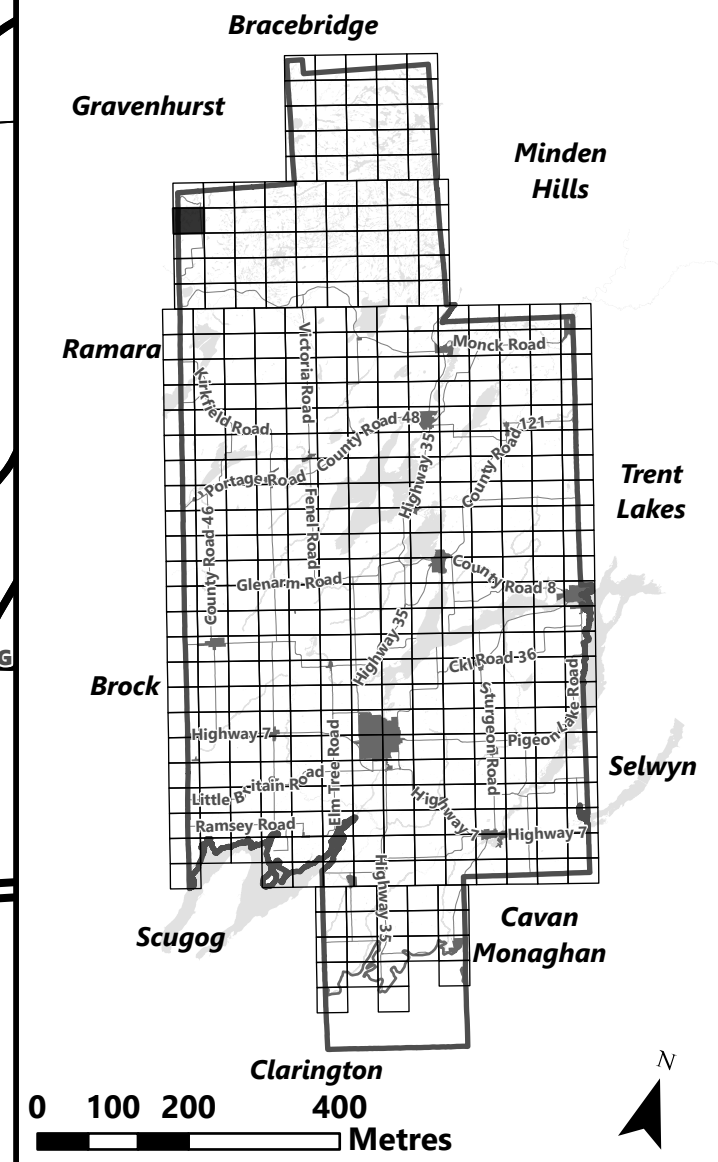 Bracebridge
Gravenhurst
Minden
Hills
Ramara
Monck Road
Victoria Road
Kirkfield Road
County Road 48
County Road 121
Highway 35
Portage Road
Trent
Lakes
Fenel Road
County Road 46
Glenarm Road
County Road 8
G
Highway 35
Ckl Road 36
Brock
Sturgeon Road
Pigeon Lake Road
Highway 7
Elm Tree Road
Selwyn
Little Britain Road
Ramsey Road
Highway 7
Highway 7
Highway 35
Scugog
Cavan
Monaghan
Clarington
N
0 100 200 400
Metres